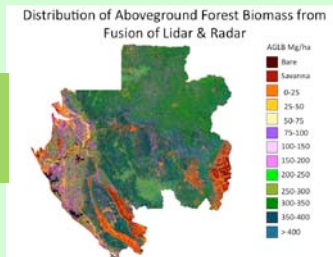 Distribution of Aboveground Forest Biomass from
Fusion of Lidar & Radar
AGLB Mg/ha
Bare
Savanna
0-25
25-50
50-75
75-100
100-150
150-200
200-250
250-300
300-350
350-400
> 400